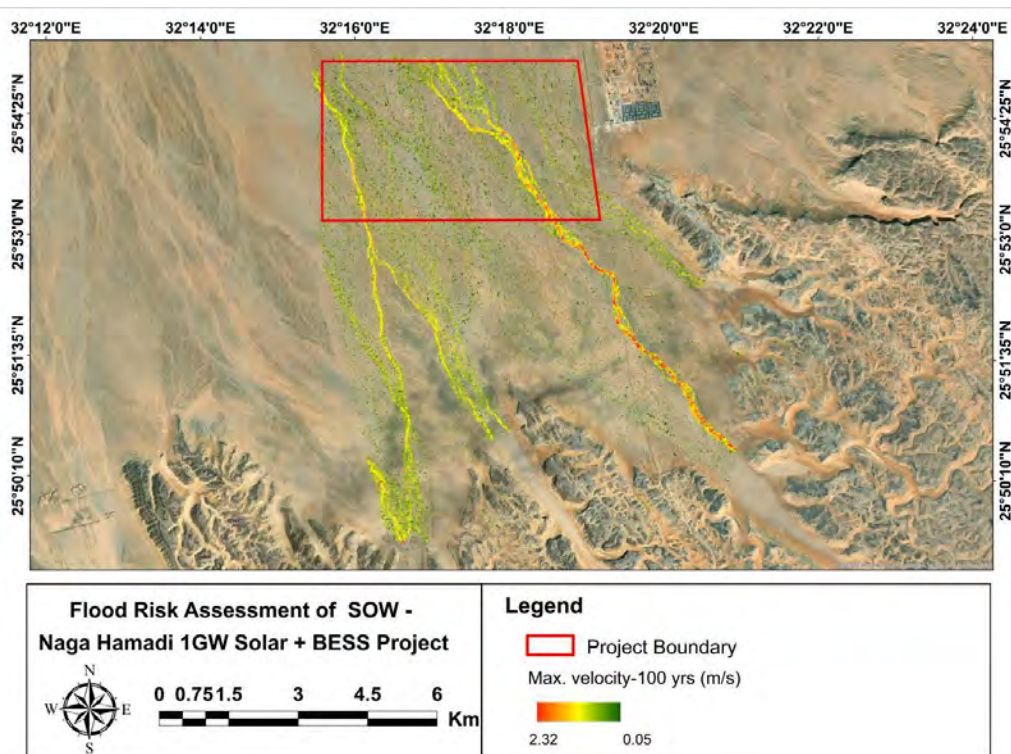 32°12'0"E 32°14'0"E 32°16'0"E 32°18'0"E 32°20'0"E 32°22'0"E 32°24'0"E
25°54'25"N 25°54'25"N
25°53'0"N 25°53'0"N
25°51'35"N 25°51'35"N
25°50'10"N 25°50'10"N
Flood Risk Assessment of SOW -
Naga Hamadi 1GW Solar + BESS Project
N
W E
S
0 0.75 1.5 3 4.5 6
Km
Legend
Project Boundary
Max. velocity-100 yrs (m/s)
2.32 0.05